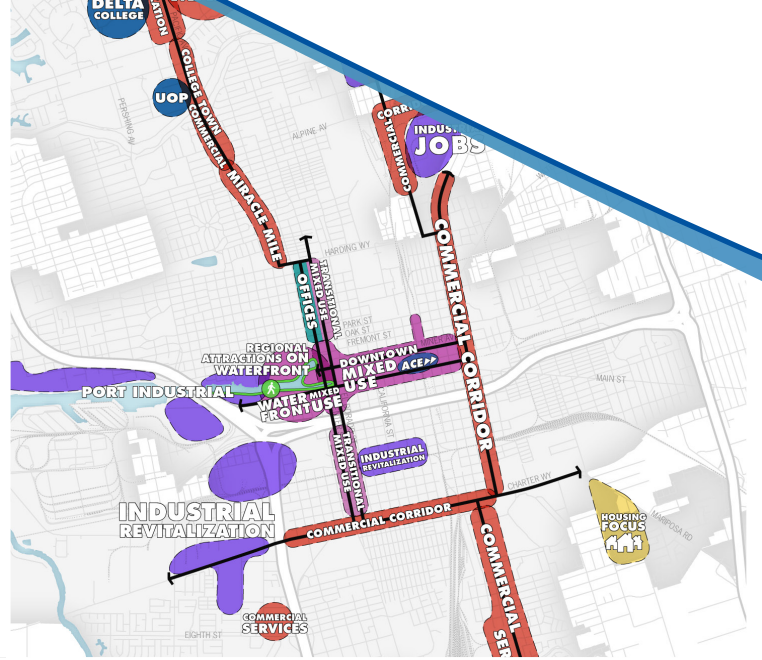 DELTA
COLLEGE
COLLEGE TOWN
COMMERCIAL
UOP
PERSHING AV
ALPINE AV
COMMERCIAL
JOBS
MIRACLE MILE
HARDING WY
COMMERCIAL CORRIDOR
OFFICES
TRANSITIONAL
MIXED USE
PARK ST
OAK ST
FREMONT ST
REGIONAL
ATTRACTIONS ON
WATERFRONT
DOWNTOWN
MIXED
USE
ACE
PORT INDUSTRIAL
WATER
FRONT
MIXED
USE
MAIN ST
CALIFORNIA ST
TRANSITIONAL
MIXED USE
INDUSTRIAL
REVITALIZATION
CHARTER WY
INDUSTRIAL
REVITALIZATION
COMMERCIAL CORRIDOR
HOUSING
FOCUS
MARIPOSA RD
COMMERCIAL
COMMERCIAL
SERVICES
EIGHTH ST